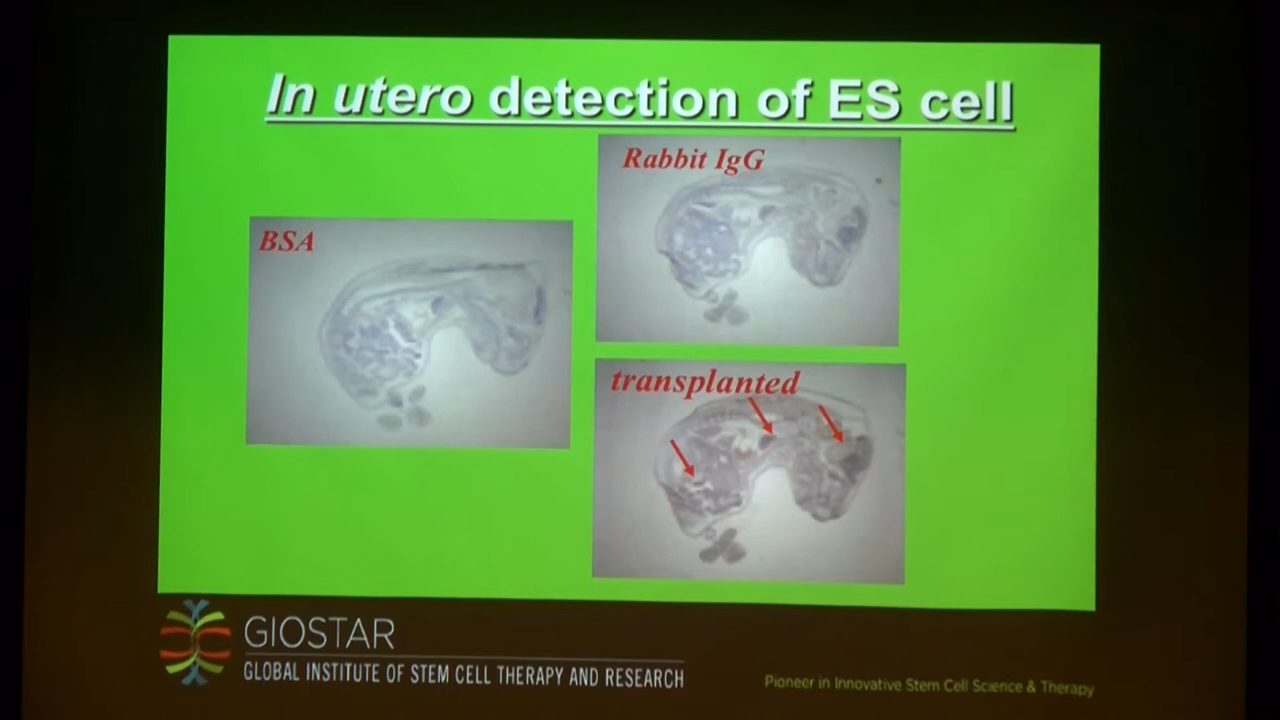 In utero detection of ES cell
Rabbit IgG
BSA
transplanted
GIOSTAR
GLOBAL INSTITUTE OF STEM CELL THERAPY AND RESEARCH
Pioneer in Innovative Stem Cell Science & Therapy